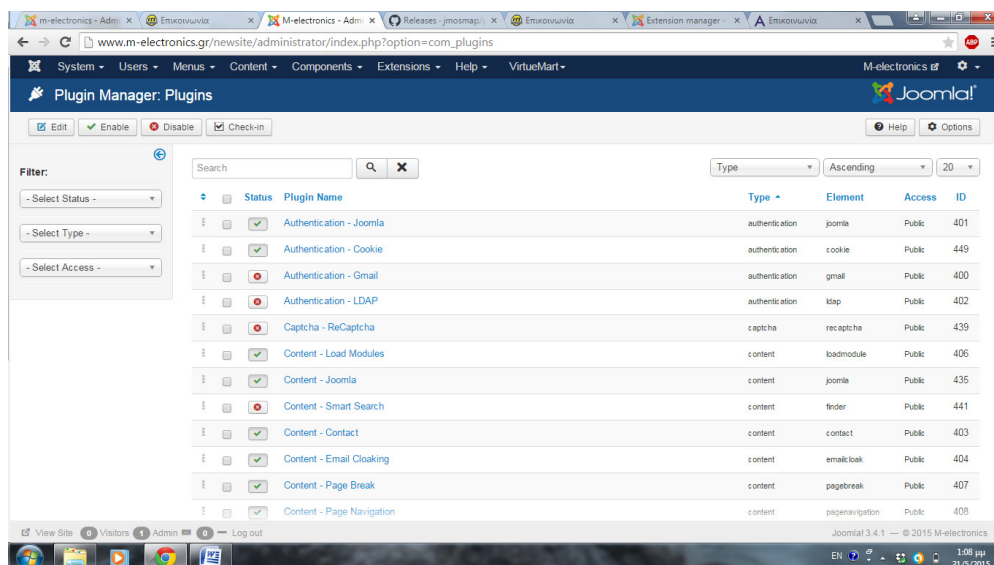 m-electronics - Adm
Επικοινωνία
M-electronics - Adm
Releases - jmosmap/
Επικοινωνία
Extension manager -
Επικοινωνία
www.m-electronics.gr/newsite/administrator/index.php?option=com_plugins
ABP
System Users Menus Content Components Extensions Help VirtueMart M-electronics
Plugin Manager: Plugins Joomla!
Edit Enable Disable Check-in Help Options
Filter:
- Select Status -
- Select Type -
- Select Access -
Search Type Ascending 20
Status Plugin Name Type Element Access ID
Authentication - Joomla authentication joomla Public 401
Authentication - Cookie authentication cookie Public 449
Authentication - Gmail authentication gmail Public 400
Authentication - LDAP authentication ldap Public 402
Captcha - ReCaptcha captcha recaptcha Public 439
Content - Load Modules content loadmodule Public 406
Content - Joomla content joomla Public 435
Content - Smart Search content finder Public 441
Content - Contact content contact Public 403
Content - Email Cloaking content emailcloak Public 404
Content - Page Break content pagebreak Public 407
Content - Page Navigation content pagenavigation Public 408
View Site 0 Visitors 1 Admin 0 Log out Joomla! 3.4.1 — © 2015 M-electronics
EN 1:08 μμ
21/5/2015